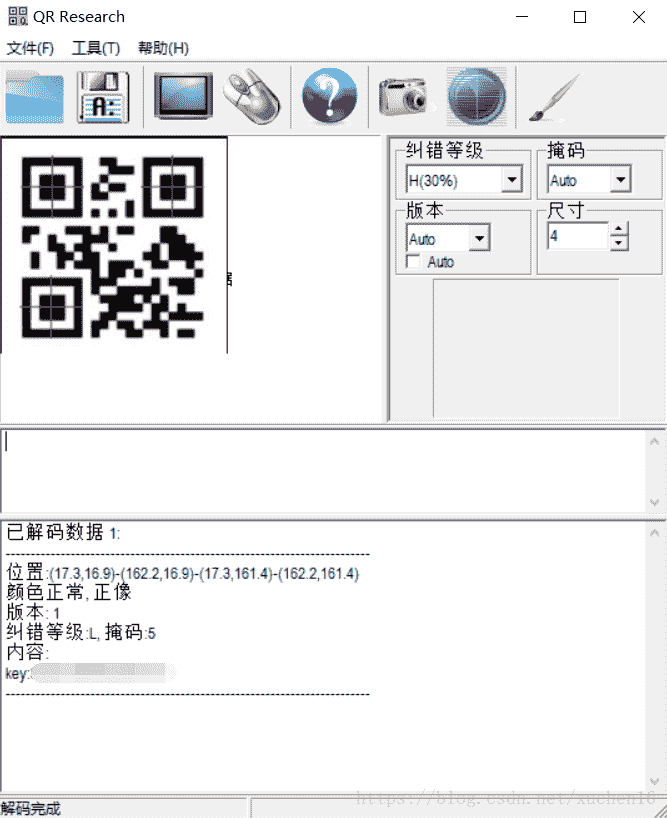 QR Research
文件(F) 工具(T) 帮助(H)
纠错等级
掩码
H(30%)
Auto
版本
尺寸
Auto
4
Auto
已解码数据 1:
--------------------------------------------------------------------------------
位置:(17.3,16.9)-(162.2,16.9)-(17.3,161.4)-(162.2,161.4)
颜色正常, 正像
版本: 1
纠错等级:L, 掩码:5
内容:
key:
--------------------------------------------------------------------------------
https://blog.csdn.net/xuchen16
解码完成